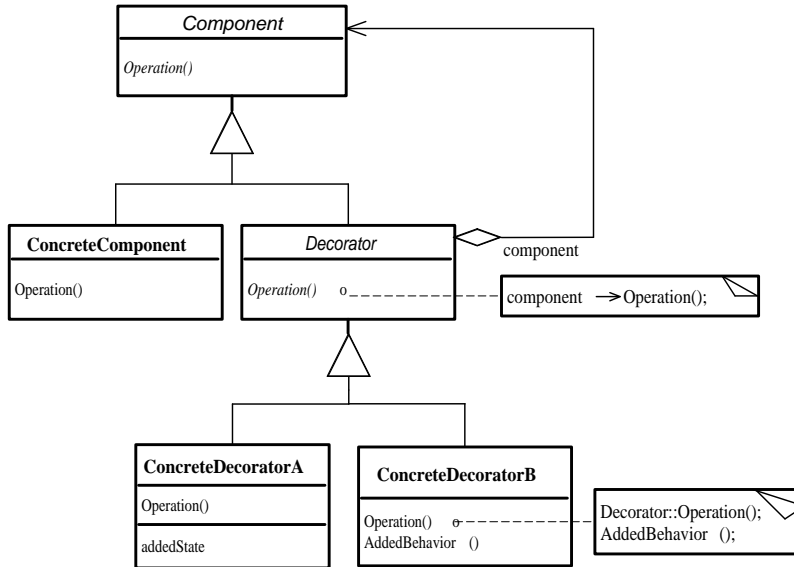 Component
Operation()
ConcreteComponent
Operation()
Decorator
Operation() o
component
component → Operation();
ConcreteDecoratorA
Operation()
addedState
ConcreteDecoratorB
Operation() o
AddedBehavior ()
Decorator::Operation();
AddedBehavior ();